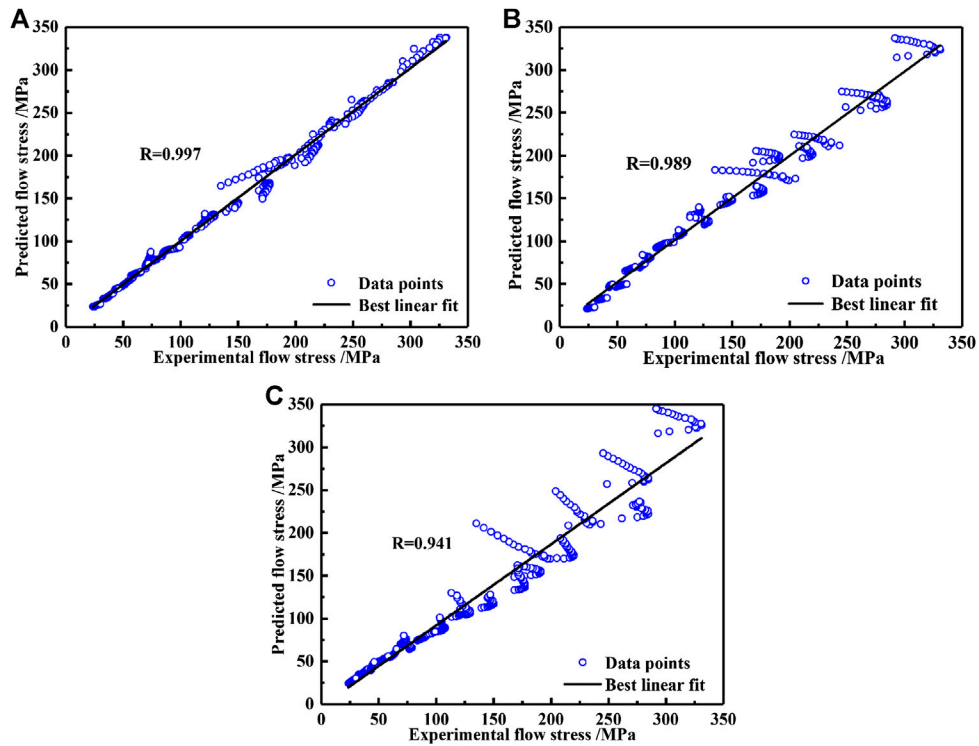 A
350
300
250
200
150
100
50
0
Predicted flow stress /MPa
R=0.997
Data points
Best linear fit
0 50 100 150 200 250 300 350
Experimental flow stress /MPa
B
350
300
250
200
150
100
50
0
Predicted flow stress /MPa
R=0.989
Data points
Best linear fit
0 50 100 150 200 250 300 350
Experimental flow stress /MPa
C
350
300
250
200
150
100
50
0
Predicted flow stress /MPa
R=0.941
Data points
Best linear fit
0 50 100 150 200 250 300 350
Experimental flow stress /MPa